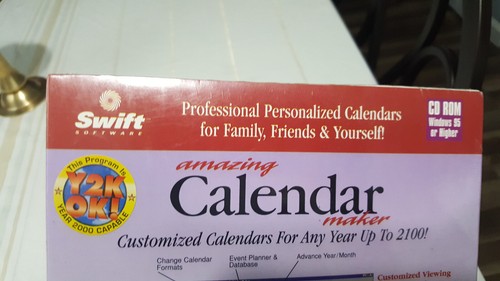 Swift
SOFTWARE
Professional Personalized Calendars
for Family, Friends & Yourself!
CD ROM
Windows 95
or Higher
This Program Is
Y2K
OK!
YEAR 2000 CAPABLE
amazing
Calendar
maker
Customized Calendars For Any Year Up To 2100!
Change Calendar
Formats
Event Planner &
Database
Advance Year/Month
Customized Viewing